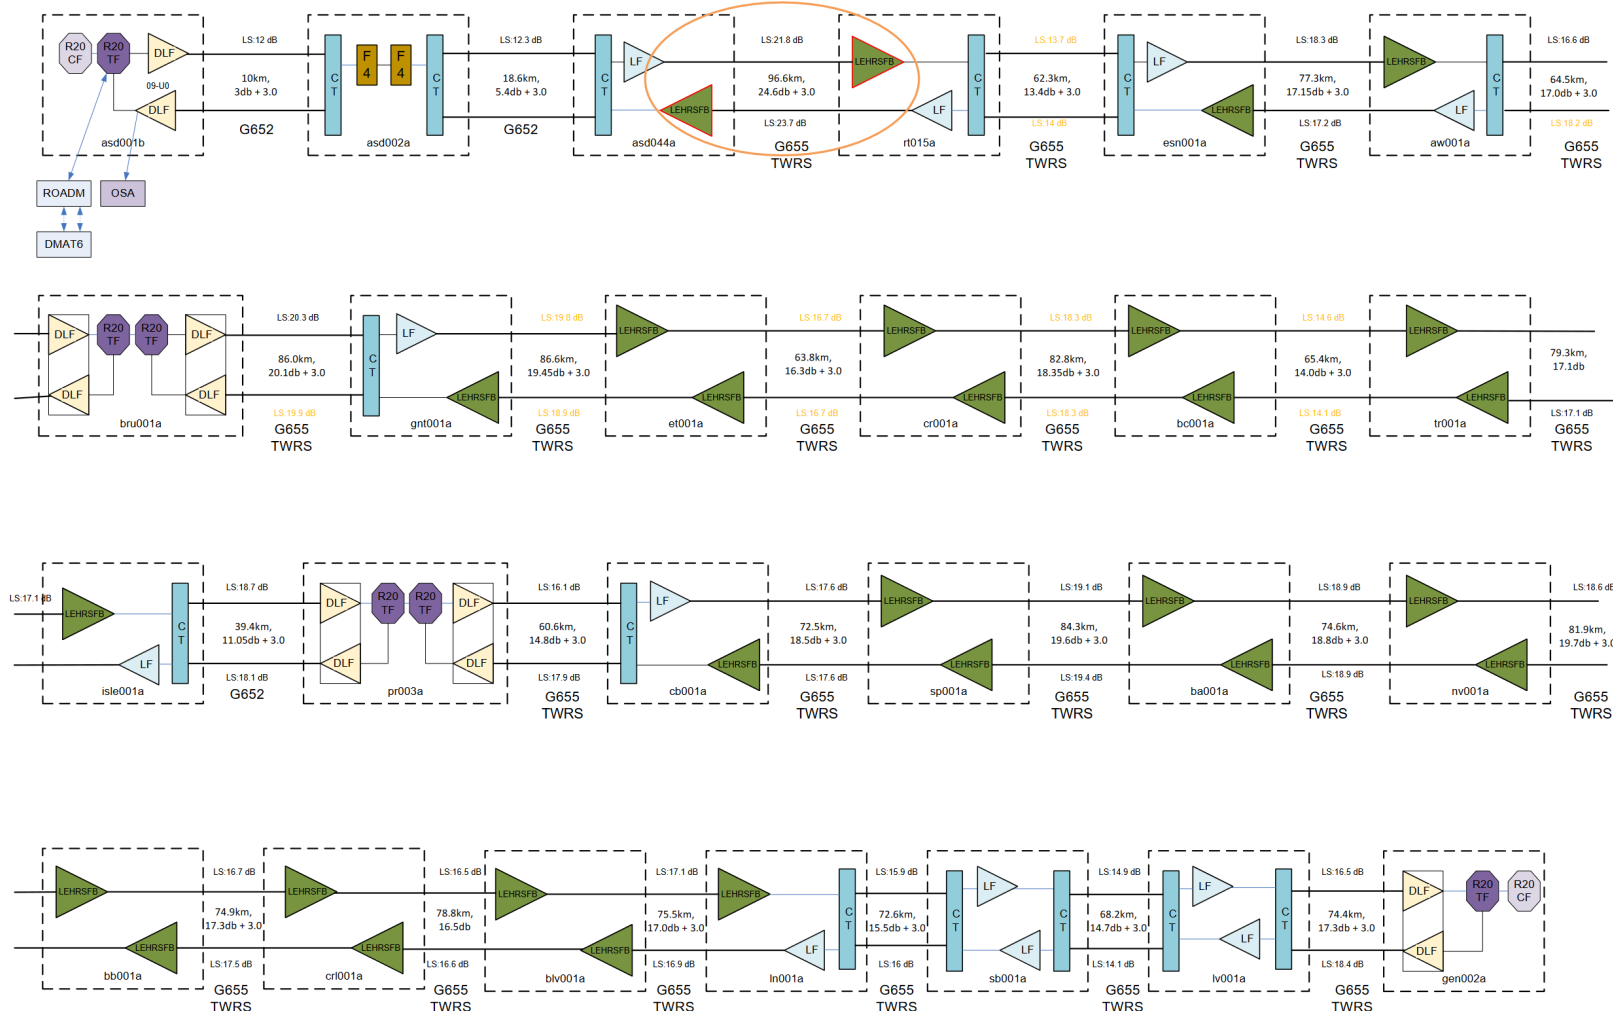 R20
CF
R20
TF
DLF
09-U0
DLF
asd001b
ROADM
OSA
DMAT6
LS:12 dB
10km,
3db + 3.0
G652
C
T
F
4
F
4
C
T
asd002a
LS:12.3 dB
18.6km,
5.4db + 3.0
G652
C
T
LF
LEHRSFB
asd044a
LS:21.8 dB
96.6km,
24.6db + 3.0
LS:23.7 dB
G655
TWRS
LEHRSFB
LF
C
T
rt015a
LS:13.7 dB
62.3km,
13.4db + 3.0
LS:14 dB
G655
TWRS
C
T
LF
LEHRSFB
esn001a
LS:18.3 dB
77.3km,
17.15db + 3.0
LS:17.2 dB
G655
TWRS
LEHRSFB
LF
C
T
aw001a
LS:16.6 dB
64.5km,
17.0db + 3.0
LS:18.2 dB
G655
TWRS
DLF
DLF
R20
TF
R20
TF
DLF
DLF
bru001a
LS:20.3 dB
86.0km,
20.1db + 3.0
LS:19.9 dB
G655
TWRS
C
T
LF
LEHRSFB
gnt001a
LS:19.8 dB
86.6km,
19.45db + 3.0
LS:18.9 dB
G655
TWRS
LEHRSFB
LEHRSFB
et001a
LS:16.7 dB
63.8km,
16.3db + 3.0
LS:16.7 dB
G655
TWRS
LEHRSFB
LEHRSFB
cr001a
LS:18.3 dB
82.8km,
18.35db + 3.0
LS:18.3 dB
G655
TWRS
LEHRSFB
LEHRSFB
bc001a
LS:14.6 dB
65.4km,
14.0db + 3.0
LS:14.1 dB
G655
TWRS
LEHRSFB
LEHRSFB
tr001a
79.3km,
17.1db
LS:17.1 dB
G655
TWRS
LS:17.1 dB
LEHRSFB
LF
C
T
isle001a
LS:18.7 dB
39.4km,
11.05db + 3.0
LS:18.1 dB
G652
DLF
DLF
R20
TF
R20
TF
DLF
DLF
pr003a
LS:16.1 dB
60.6km,
14.8db + 3.0
LS:17.9 dB
G655
TWRS
C
T
LF
LEHRSFB
cb001a
LS:17.6 dB
72.5km,
18.5db + 3.0
LS:17.6 dB
G655
TWRS
LEHRSFB
LEHRSFB
sp001a
LS:19.1 dB
84.3km,
19.6db + 3.0
LS:19.4 dB
G655
TWRS
LEHRSFB
LEHRSFB
ba001a
LS:18.9 dB
74.6km,
18.8db + 3.0
LS:18.9 dB
G655
TWRS
LEHRSFB
LEHRSFB
nv001a
LS:18.6 dB
81.9km,
19.7db + 3.0
G655
TWRS
LEHRSFB
LEHRSFB
bb001a
LS:16.7 dB
74.9km,
17.3db + 3.0
LS:17.5 dB
G655
TWRS
LEHRSFB
LEHRSFB
crl001a
LS:16.5 dB
78.8km,
16.5db
LS:16.6 dB
G655
TWRS
LEHRSFB
LEHRSFB
blv001a
LS:17.1 dB
75.5km,
17.0db + 3.0
LS:16.9 dB
G655
TWRS
LEHRSFB
LF
C
T
ln001a
LS:15.9 dB
72.6km,
15.5db + 3.0
LS:16 dB
G655
TWRS
C
T
LF
LF
C
T
sb001a
LS:14.9 dB
68.2km,
14.7db + 3.0
LS:14.1 dB
G655
TWRS
C
T
LF
LF
C
T
lv001a
LS:16.5 dB
74.4km,
17.3db + 3.0
LS:18.4 dB
G655
TWRS
DLF
DLF
R20
TF
R20
CF
gen002a